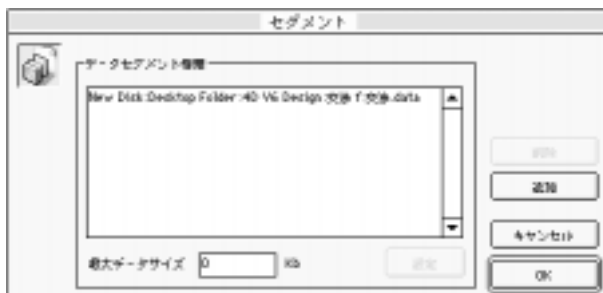 セグメント
データセグメント情報
New Disk:Desktop Folder:4D V6 Design:交換 f:交換.data
追加
キャンセル
最大データサイズ 0 Kb
OK